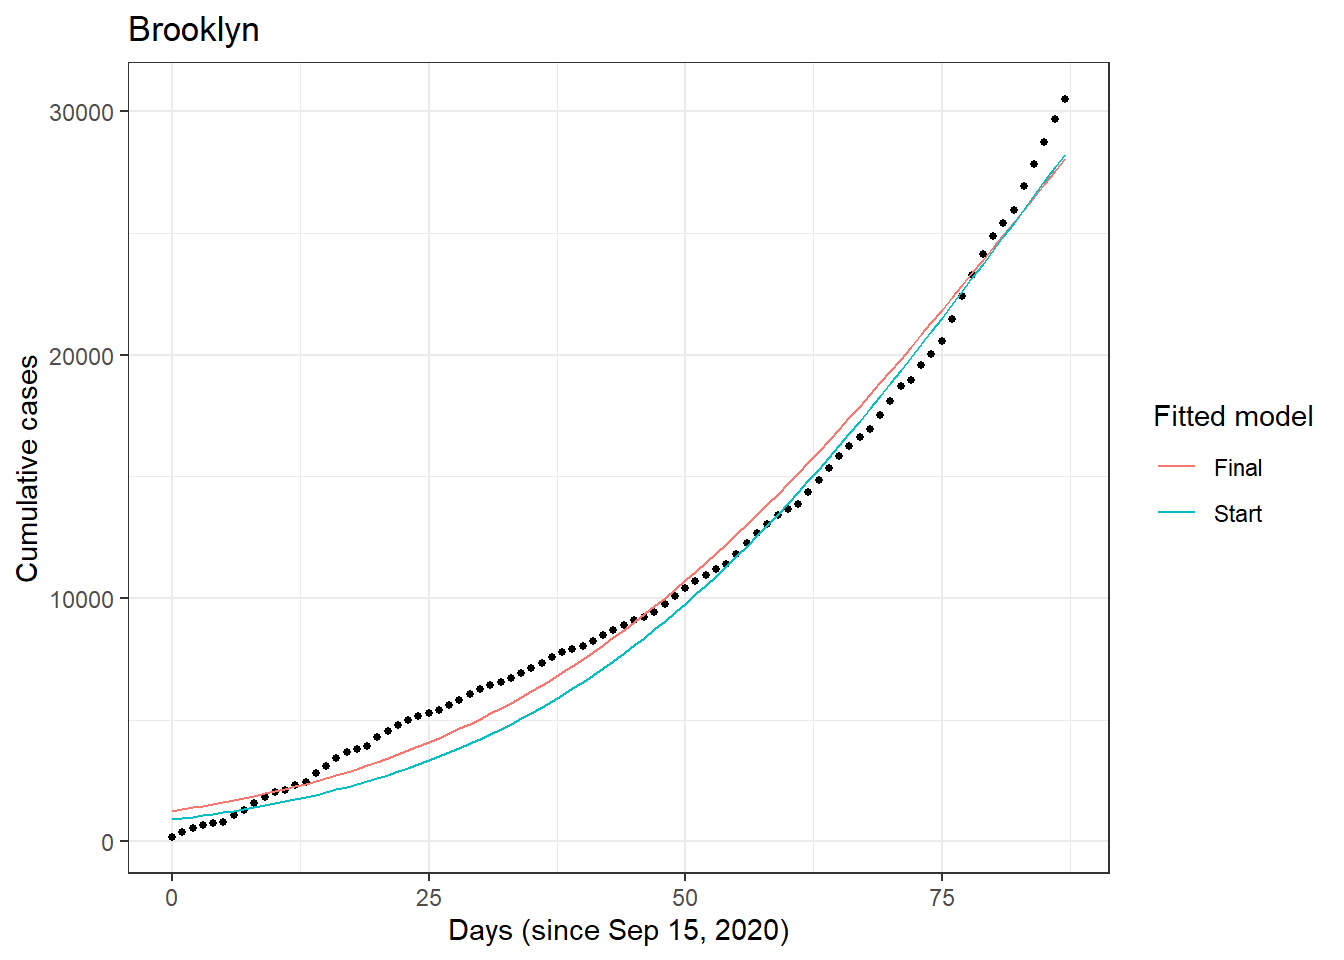 Brooklyn
30000
20000
10000
0
Cumulative cases
0 25 50 75
Days (since Sep 15, 2020)
Fitted model
Final
Start